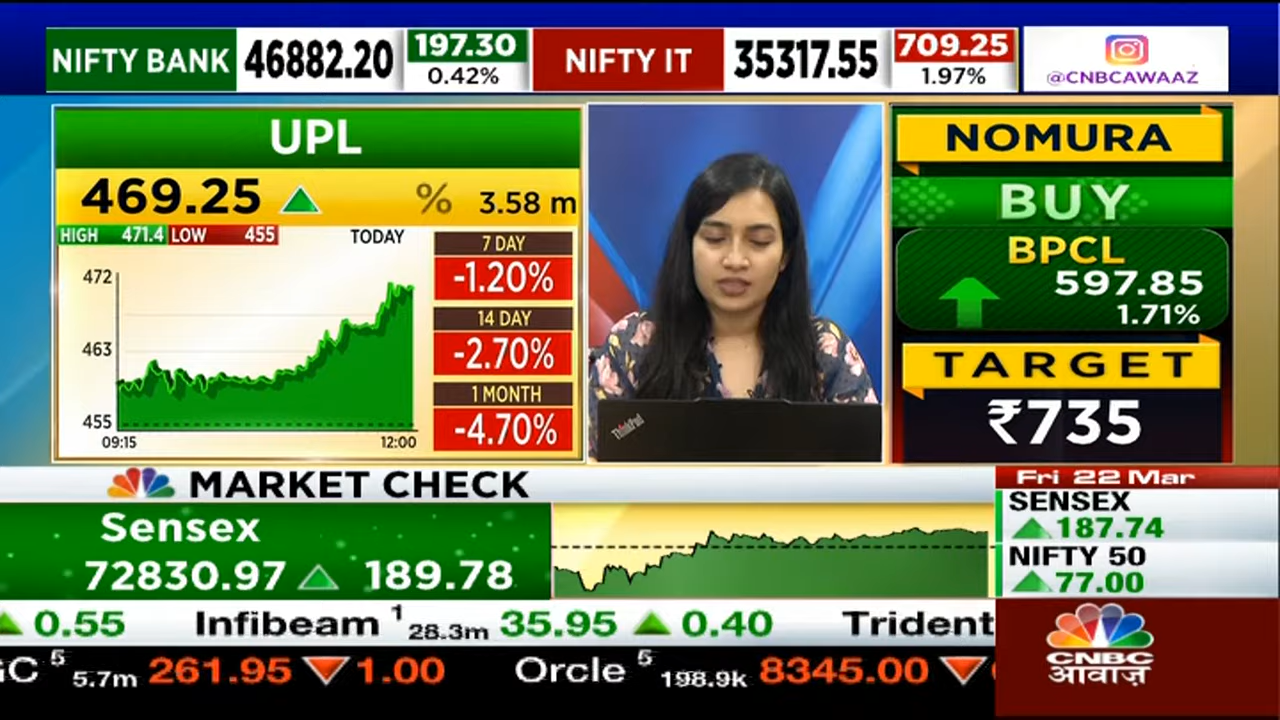 NIFTY BANK 46882.20 197.30 0.42% NIFTY IT 35317.55 709.25 1.97% @CNBCAWAAZ
UPL
469.25 % 3.58 m
HIGH 471.4 LOW 455 TODAY
472
463
455
09:15 12:00
7 DAY
-1.20%
14 DAY
-2.70%
1 MONTH
-4.70%
ThinkPad
NOMURA
BUY
BPCL
597.85
1.71%
TARGET
₹735
MARKET CHECK
Sensex
72830.97 189.78
Fri 22 Mar
SENSEX
187.74
NIFTY 50
77.00
0.55 Infibeam 1 28.3m 35.95 0.40 Trident
GC 5 5.7m 261.95 1.00 Orcle 5 198.9k 8345.00
CNBC
आवाज़